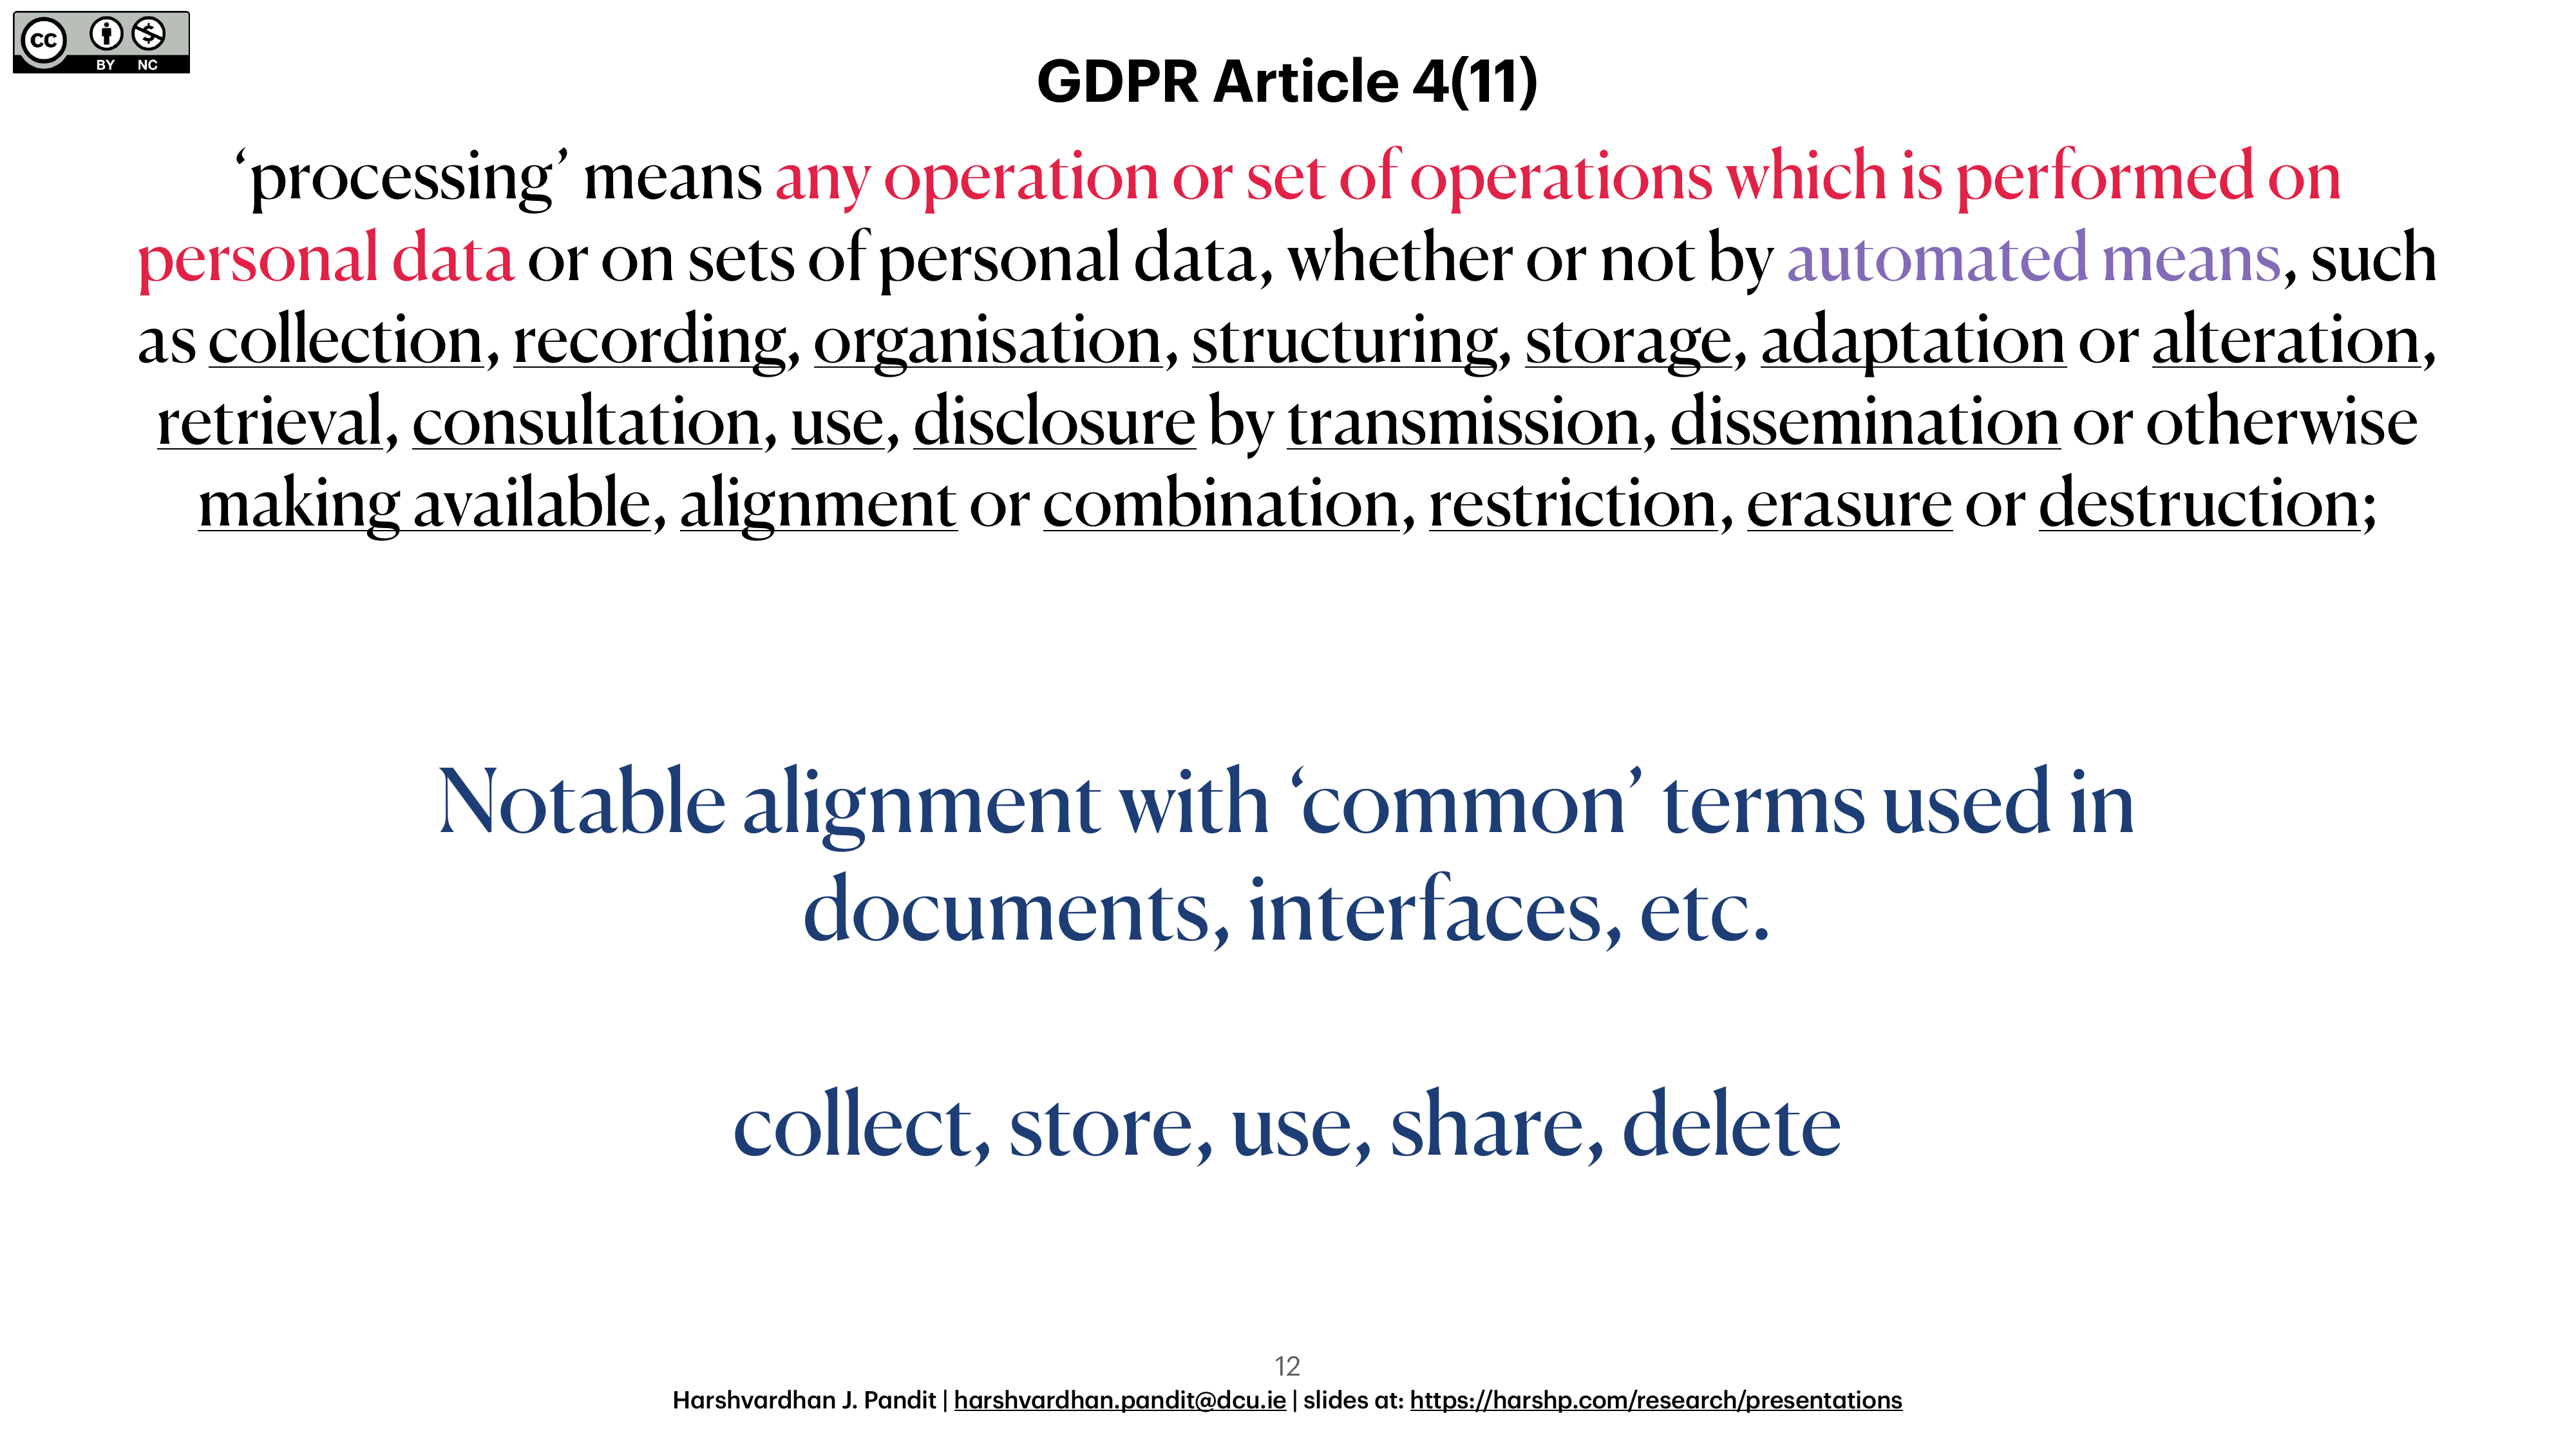 cc
BY NC
GDPR Article 4(11)
‘processing’ means any operation or set of operations which is performed on
personal data or on sets of personal data, whether or not by automated means, such
as collection, recording, organisation, structuring, storage, adaptation or alteration,
retrieval, consultation, use, disclosure by transmission, dissemination or otherwise
making available, alignment or combination, restriction, erasure or destruction;
Notable alignment with ‘common’ terms used in
documents, interfaces, etc.
collect, store, use, share, delete
12
Harshvardhan J. Pandit | harshvardhan.pandit@dcu.ie | slides at: https://harshp.com/research/presentations